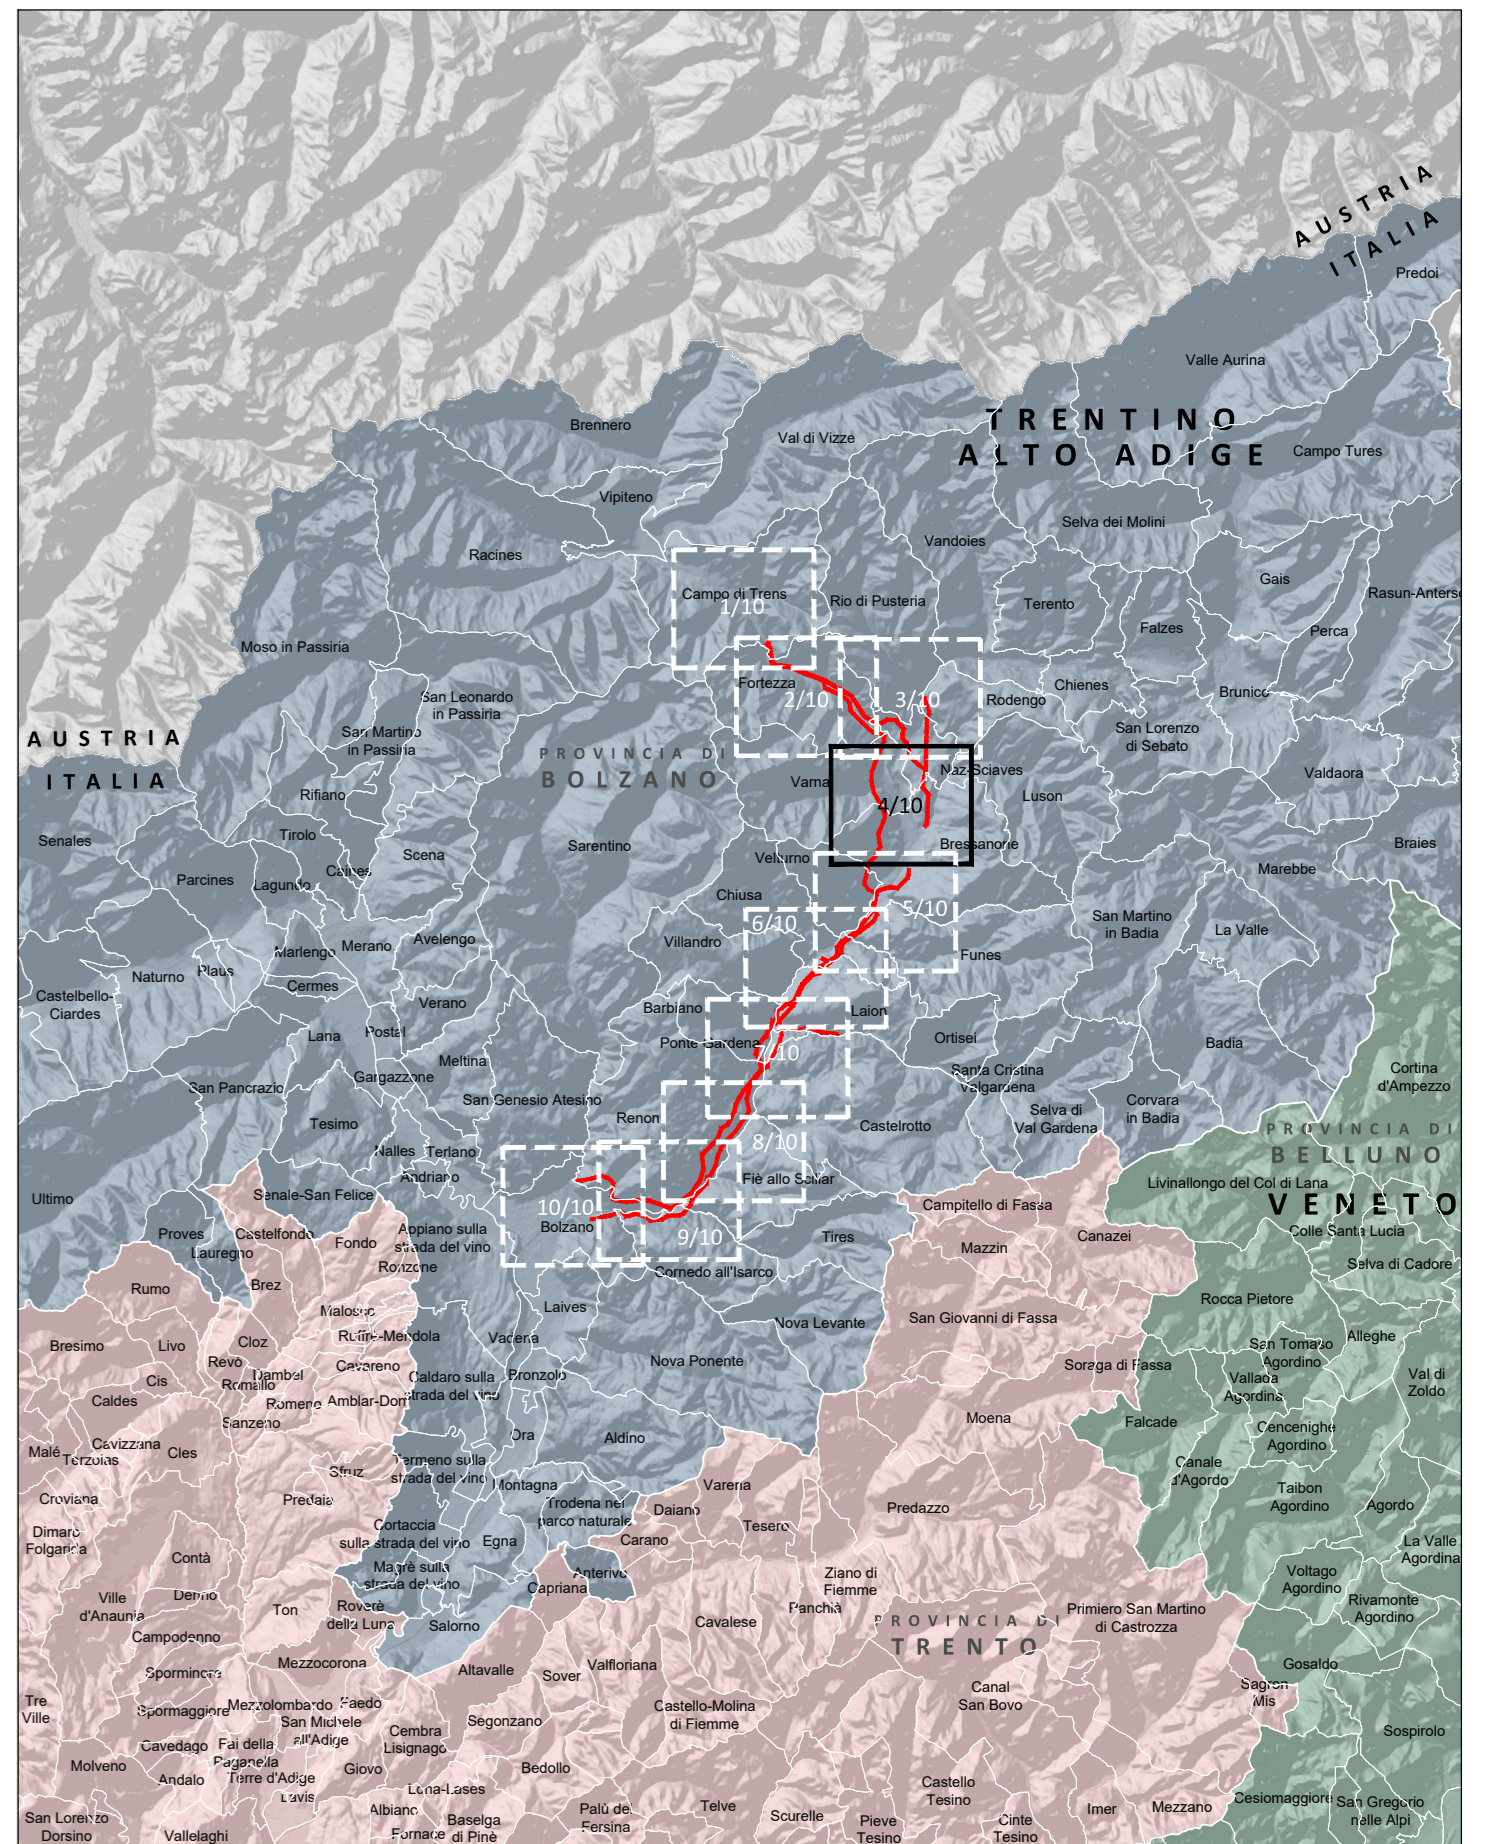 AUSTRIA
ITALIA
Predoi
Valle Aurina
TRENTINO
ALTO ADIGE
Brennero
Val di Vizze
Campo Tures
Vipiteno
Selva dei Molini
Vandoies
Racines
Gais
Campo di Trens
1/10
Rio di Pusteria
Terento
Rasun-Anterse
Falzes
Perca
Moso in Passiria
Fortezza
2/10
3/10
Rodengo
Chienes
Brunico
San Leonardo
in Passiria
San Martino
in Passiria
San Lorenzo
di Sebato
AUSTRIA
ITALIA
PROVINCIA DI
BOLZANO
Varna
Naz-Sciaves
Valdaora
Rifiano
4/10
Luson
Senales
Tirolo
Sarentino
Bressanone
Braies
Scena
Velturno
Caines
Marebbe
Parcines
Lagundo
Chiusa
5/10
6/10
San Martino
in Badia
La Valle
Villandro
Marlengo
Merano
Avelengo
Funes
Naturno
Plaus
Cermes
Castelbello-
Ciardes
Verano
Barbiano
Laion
Lana
Postal
Ponte Gardena
7/10
Ortisei
Badia
Meltina
Gargazzone
San Pancrazio
Santa Cristina
Valgardena
Cortina
d'Ampezzo
San Genesio Atesino
Renon
Selva di
Val Gardena
Corvara
in Badia
Tesimo
Castelrotto
PROVINCIA DI
BELLUNO
8/10
Nalles
Terlano
Andriano
Fiè allo Sciliar
Livinallongo del Col di Lana
Ultimo
Senale-San Felice
10/10
Bolzano
Campitello di Fassa
VENETO
Proves
Lauregno
Castelfondo
Fondo
Appiano sulla
strada del vino
9/10
Tires
Canazei
Colle Santa Lucia
Mazzin
Ronzone
Cornedo all'Isarco
Selva di Cadore
Rumo
Brez
Malosco
Laives
Rocca Pietore
San Giovanni di Fassa
Nova Levante
Bresimo
Livo
Cloz
Ruffrè-Mendola
Vadena
San Tomaso
Agordino
Alleghe
Revò
Cavareno
Nova Ponente
Soraga di Fassa
Cis
Romallo
Dambel
Caldaro sulla
strada del vino
Bronzolo
Vallada
Agordina
Val di
Zoldo
Caldes
Romeno
Amblar-Don
Sanzeno
Moena
Falcade
Ora
Aldino
Cencenighe
Agordino
Malé
Cavizzana
Terzolas
Cles
Sfruz
Termeno sulla
strada del vino
Canale
d'Agordo
Montagna
Varena
Croviana
Predaia
Trodena nel
parco naturale
Daiano
Predazzo
Taibon
Agordino
Agordo
Tesero
Dimaro
Folgarida
Cortaccia
sulla strada del vino
Egna
Carano
La Valle
Agordina
Contà
Magrè sulla
strada del vino
Anterivo
Capriana
Ziano di
Fiemme
Voltago
Agordino
Ville
d'Anaunia
Denno
Ton
Roverè
della Luna
Panchià
Rivamonte
Agordino
Primiero San Martino
di Castrozza
Salorno
Cavalese
PROVINCIA DI
TRENTO
Campodenno
Mezzocorona
Sporminore
Altavalle
Sover
Valfloriana
Gosaldo
Sagron
Mis
Tre
Ville
Spormaggiore
Mezzolombardo
Faedo
Canal
San Bovo
Castello-Molina
di Fiemme
San Michele
all'Adige
Segonzano
Cembra
Lisignago
Sospirolo
Cavedago
Fai della
Paganella
Molveno
Andalo
Terre d'Adige
Giovo
Bedollo
Lavis
Lona-Lases
Castello
Tesino
Cesiomaggiore
San Gregorio
nelle Alpi
Albiano
Telve
Imer
Mezzano
San Lorenzo
Dorsino
Vallelaghi
Fornace
Baselga
di Pinè
Palù del
Fersina
Scurelle
Pieve
Tesino
Cinte
Tesino